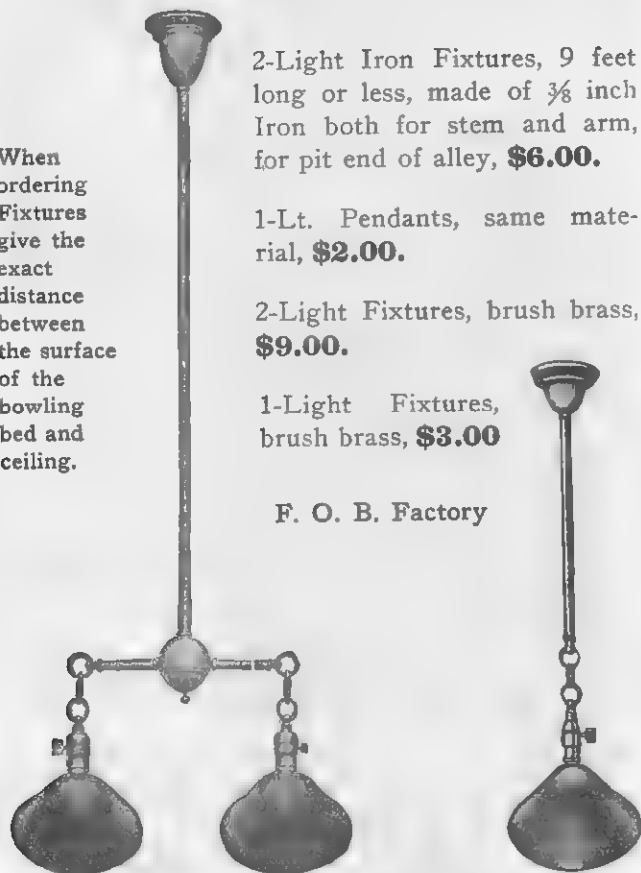 When
ordering
Fixtures
give the
exact
distance
between
the surface
of the
bowling
bed and
ceiling.
2-Light Iron Fixtures, 9 feet
long or less, made of ⅜ inch
Iron both for stem and arm,
for pit end of alley, $6.00.
1-Lt. Pendants, same mate-
rial, $2.00.
2-Light Fixtures, brush brass,
$9.00.
1-Light Fixtures,
brush brass, $3.00
F. O. B. Factory